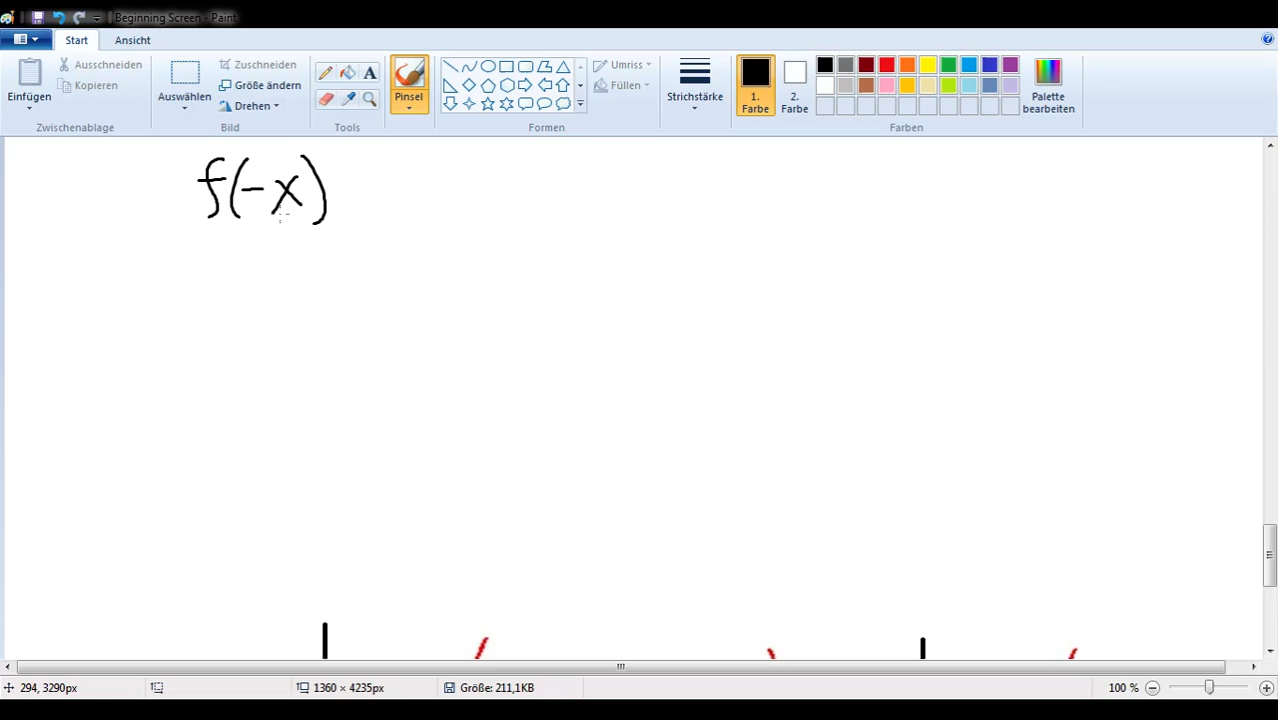 Beginning Screen - Paint
Start Ansicht
Einfügen
Ausschneiden
Kopieren
Zwischenablage
Auswählen
Zuschneiden
Größe ändern
Drehen
Bild
A
Tools
Pinsel
Umriss
Füllen
Formen
Strichstärke
1. Farbe
2. Farbe
Palette bearbeiten
Farben
f(-x)
294, 3290px
1360 × 4235px
Größe: 211,1KB
100 %